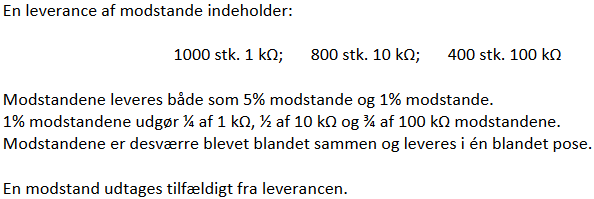 En leverance af modstande indeholder:
1000 stk. 1 kΩ; 800 stk. 10 kΩ; 400 stk. 100 kΩ
Modstandene leveres både som 5% modstande og 1% modstande.
1% modstandene udgør ¼ af 1 kΩ, ½ af 10 kΩ og ¾ af 100 kΩ modstandene.
Modstandene er desværre blevet blandet sammen og leveres i én blandet pose.
En modstand udtages tilfældigt fra leverancen.